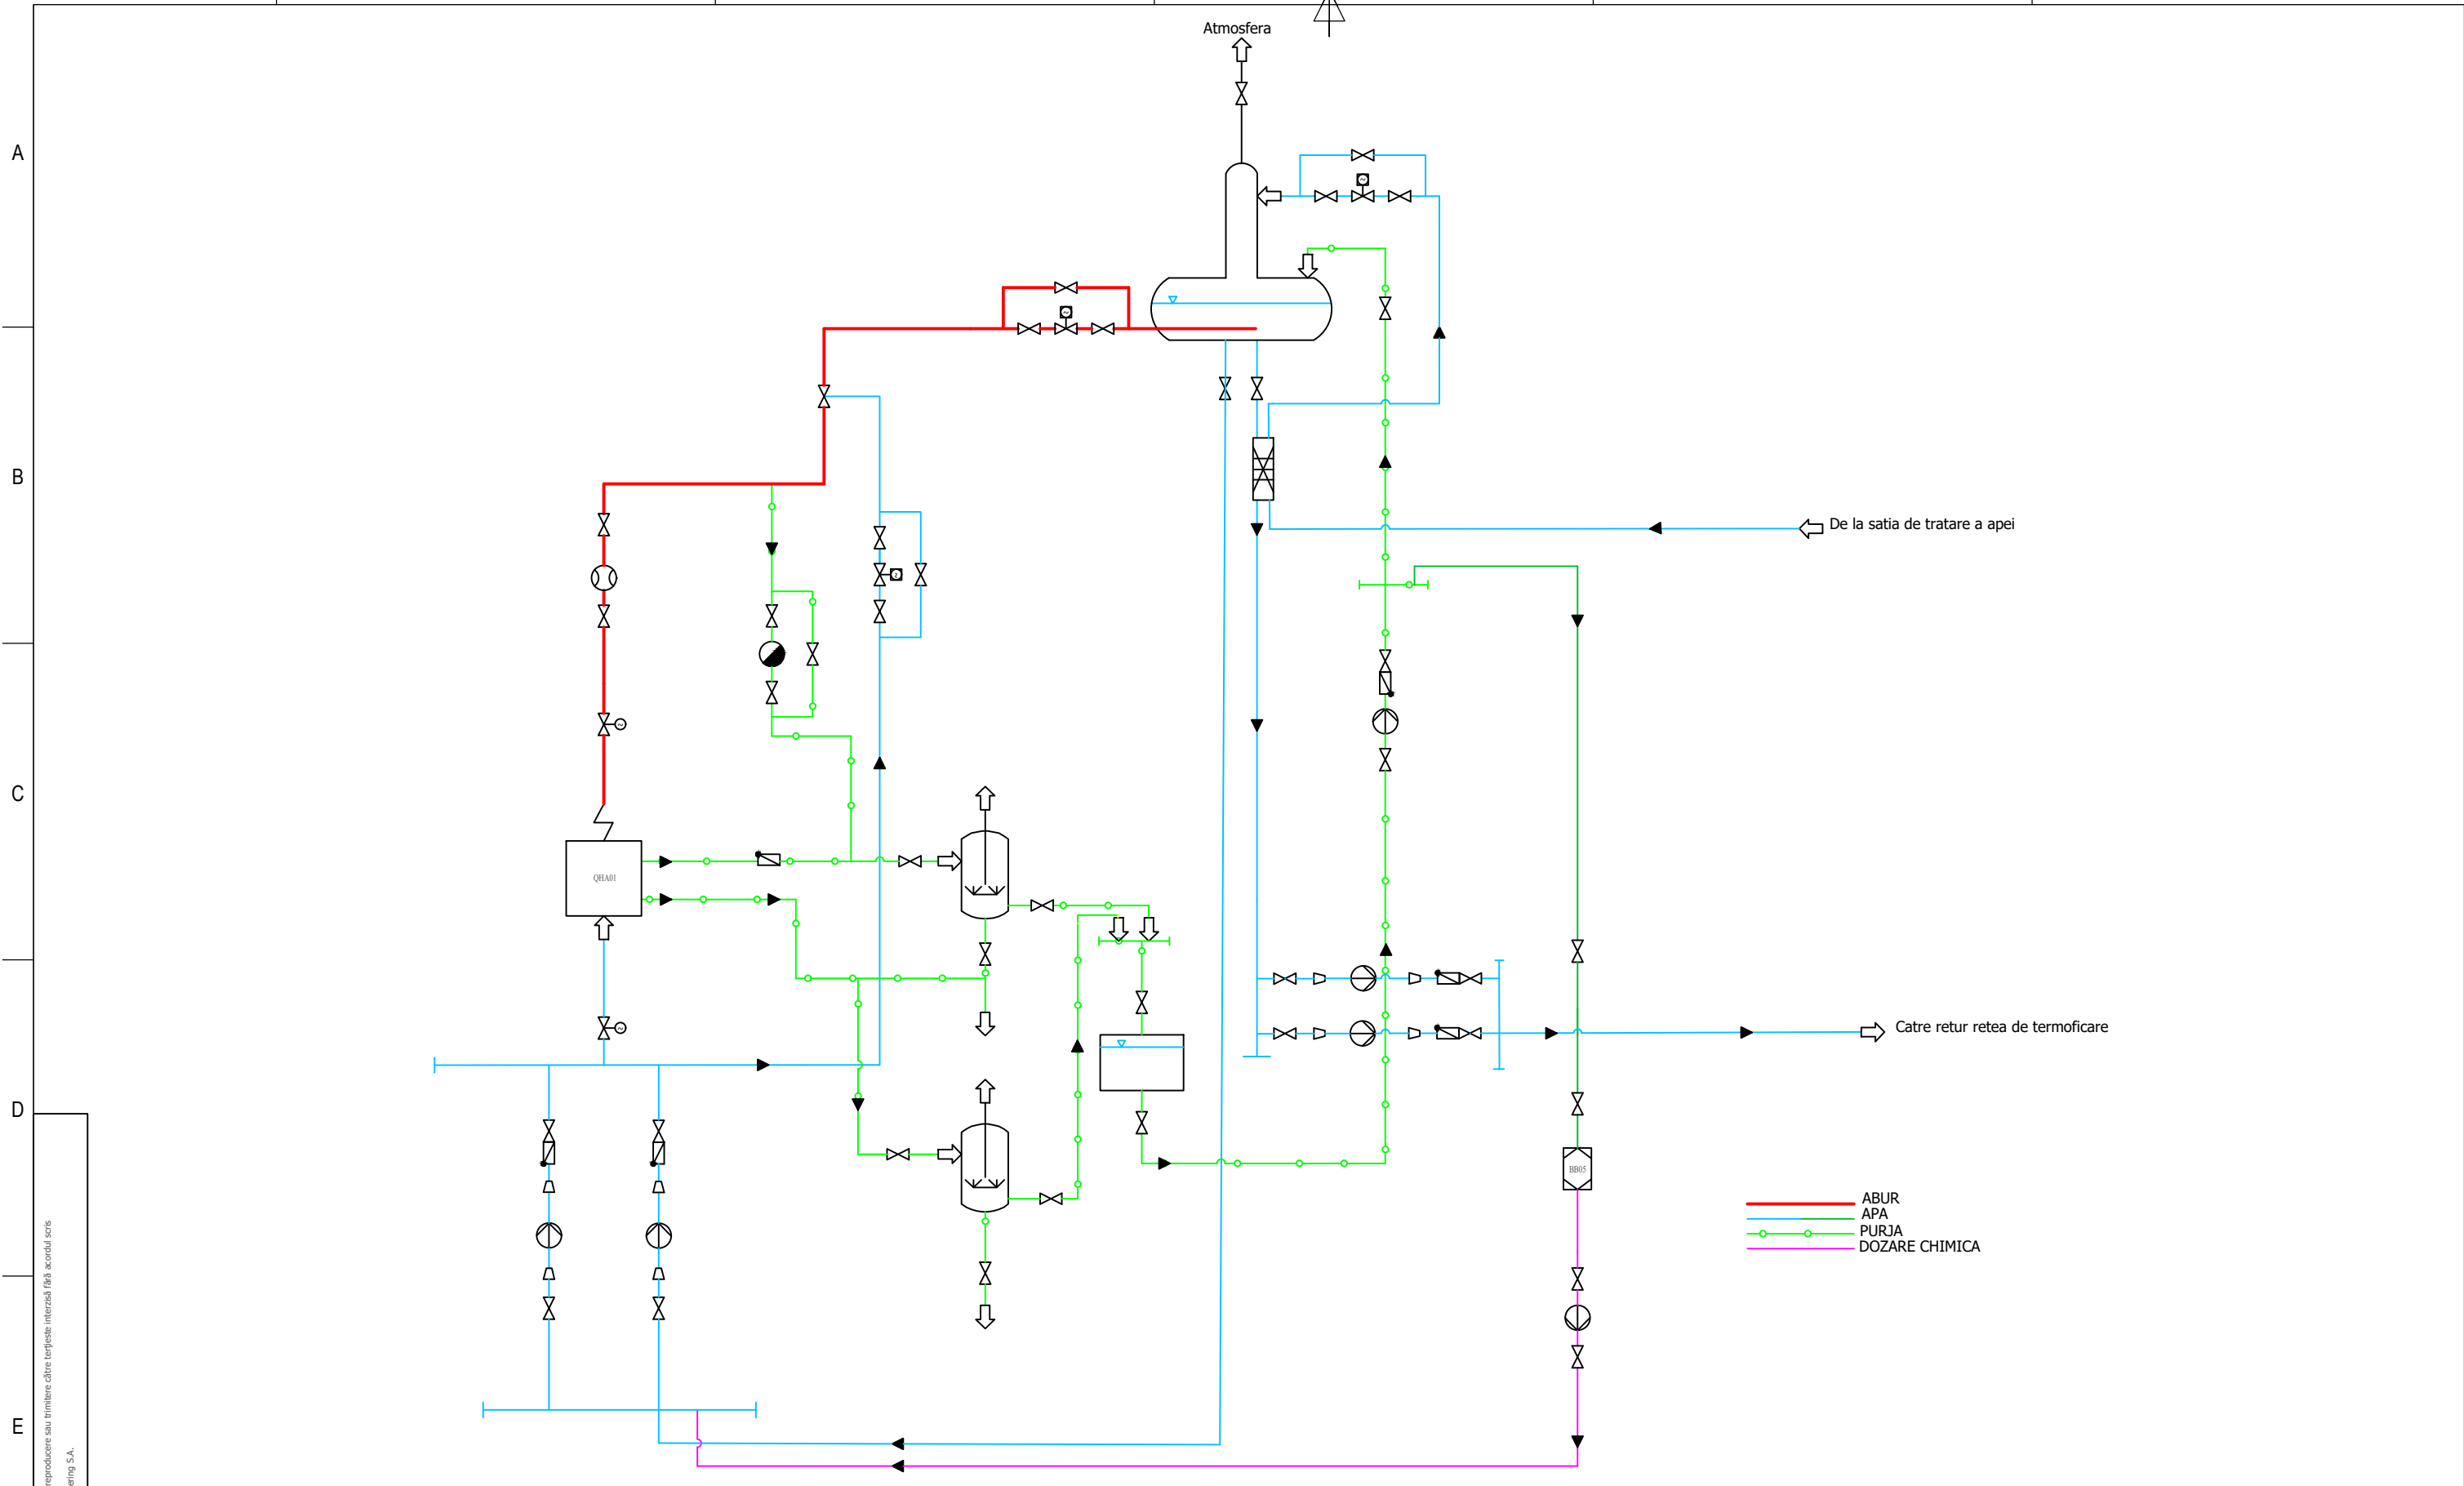 Atmosfera
A
B
De la satia de tratare a apei
C
QHA01
Catre retur retea de termoficare
D
BB05
ABUR
APA
PURJA
DOZARE CHIMICA
E
reproducere sau trimitere către terţieste interzisă fără acordul scris
ering S.A.